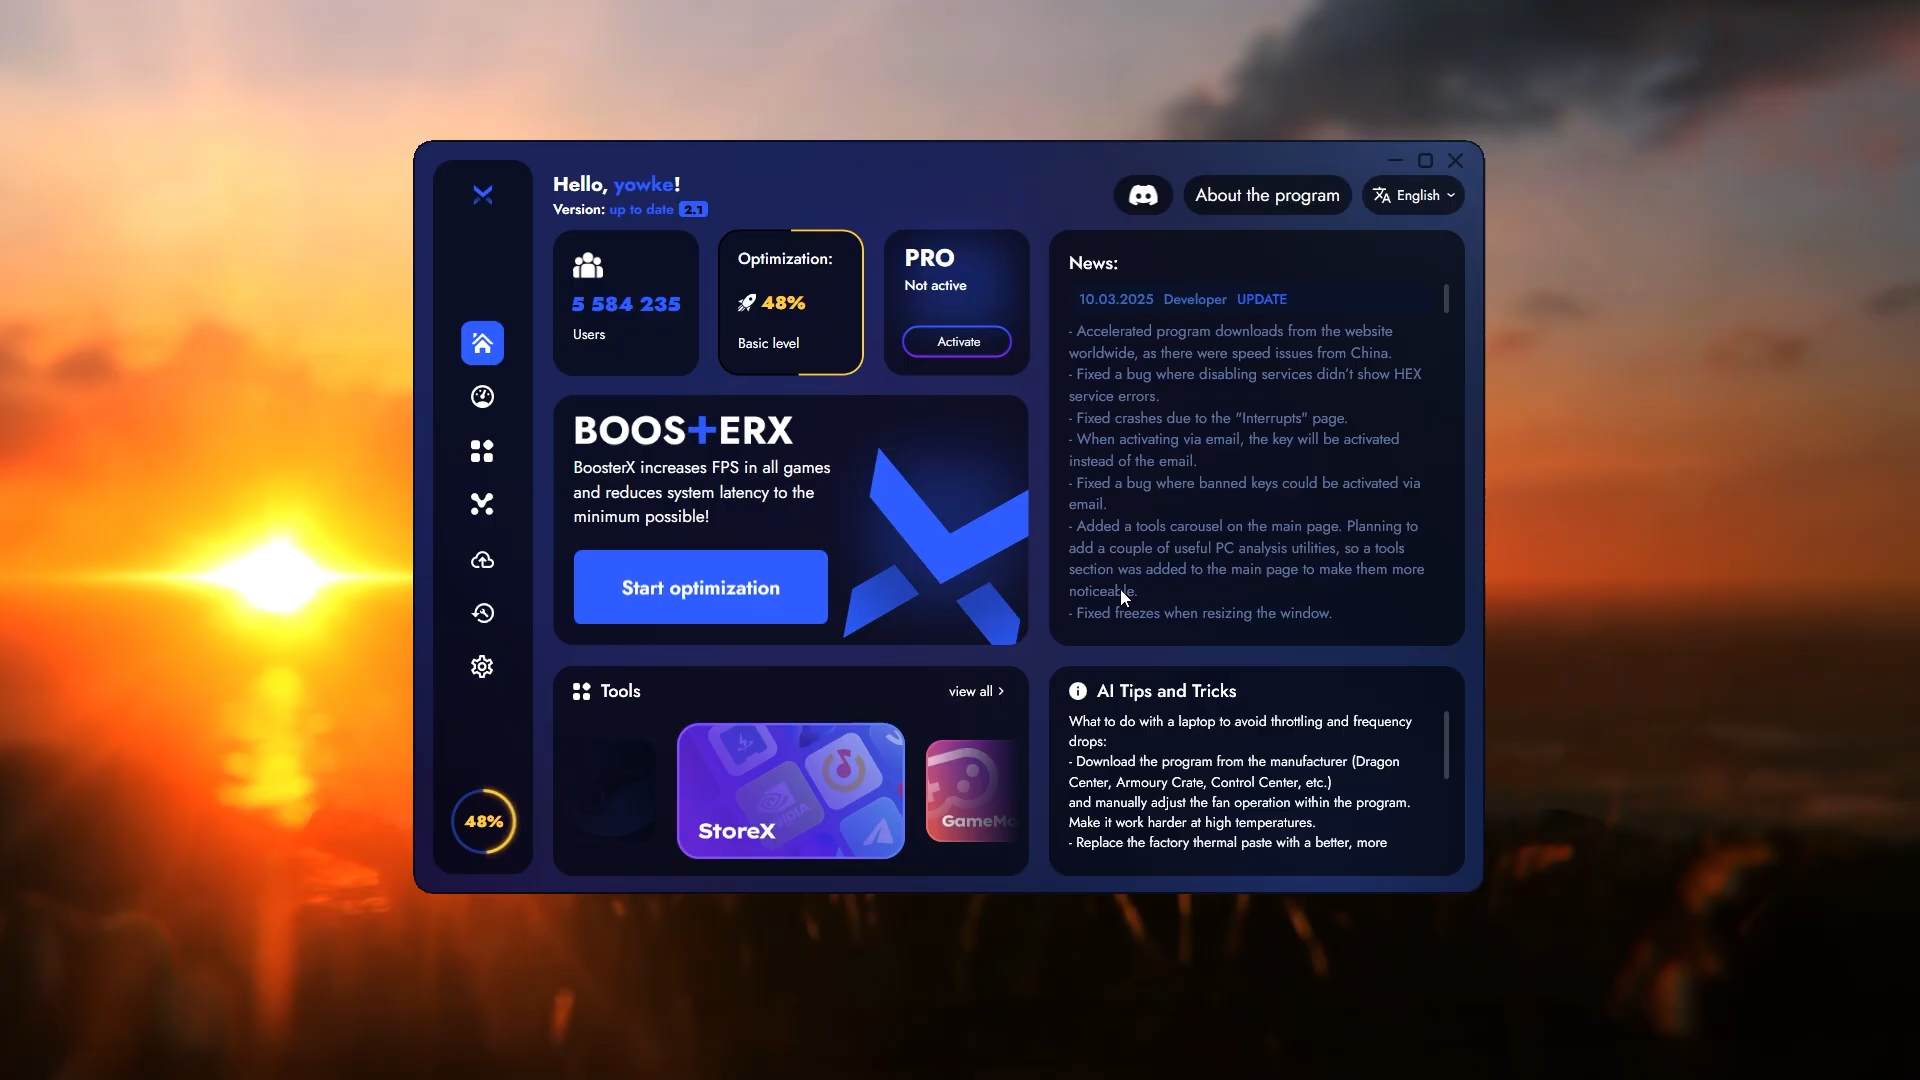 Hello, yowke!
Version: up to date 2.1
About the program
English
5 584 235
Users
Optimization:
48%
Basic level
PRO
Not active
Activate
BOOS+ERX
BoosterX increases FPS in all games
and reduces system latency to the
minimum possible!
Start optimization
News:
10.03.2025 Developer UPDATE
- Accelerated program downloads from the website
worldwide, as there were speed issues from China.
- Fixed a bug where disabling services didn't show HEX
service errors.
- Fixed crashes due to the "Interrupts" page.
- When activating via email, the key will be activated
instead of the email.
- Fixed a bug where banned keys could be activated via
email.
- Added a tools carousel on the main page. Planning to
add a couple of useful PC analysis utilities, so a tools
section was added to the main page to make them more
noticeable.
- Fixed freezes when resizing the window.
Tools
view all
StoreX
NVIDIA
GameMo
AI Tips and Tricks
What to do with a laptop to avoid throttling and frequency
drops:
- Download the program from the manufacturer (Dragon
Center, Armoury Crate, Control Center, etc.)
and manually adjust the fan operation within the program.
Make it work harder at high temperatures.
- Replace the factory thermal paste with a better, more
48%